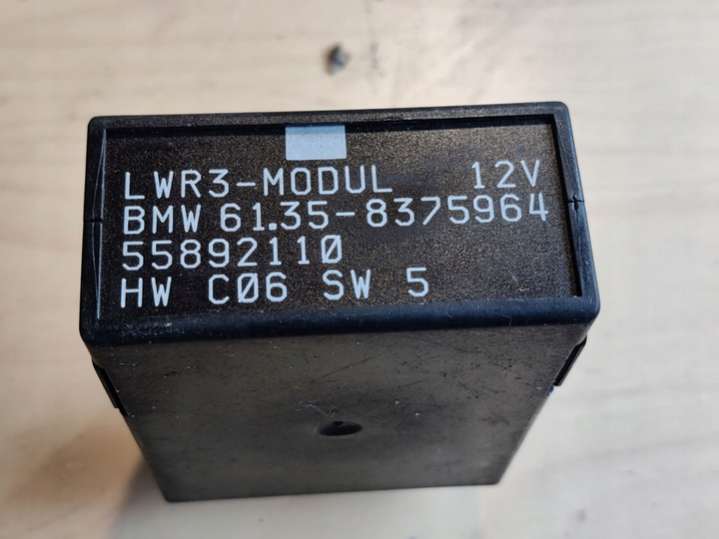 LWR3-MODUL 12V
BMW 61.35-8375964
55892110
HW C06 SW 5